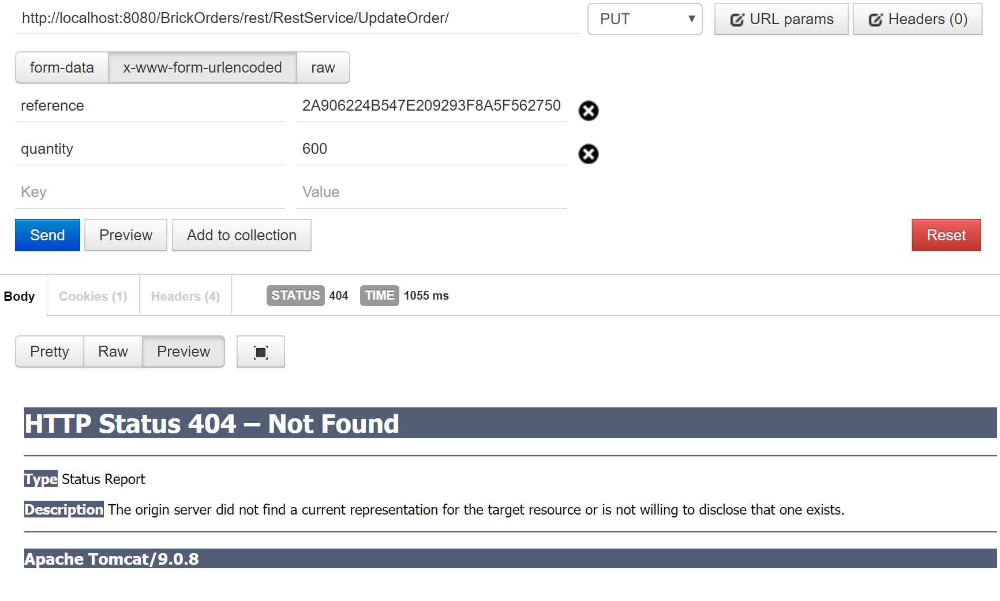 http://localhost:8080/BrickOrders/rest/RestService/UpdateOrder/ PUT URL params Headers (0)
form-data x-www-form-urlencoded raw
reference 2A906224B547E209293F8A5F562750
quantity 600
Key Value
Send Preview Add to collection Reset
Body Cookies (1) Headers (4) STATUS 404 TIME 1055 ms
Pretty Raw Preview
HTTP Status 404 – Not Found
Type Status Report
Description The origin server did not find a current representation for the target resource or is not willing to disclose that one exists.
Apache Tomcat/9.0.8